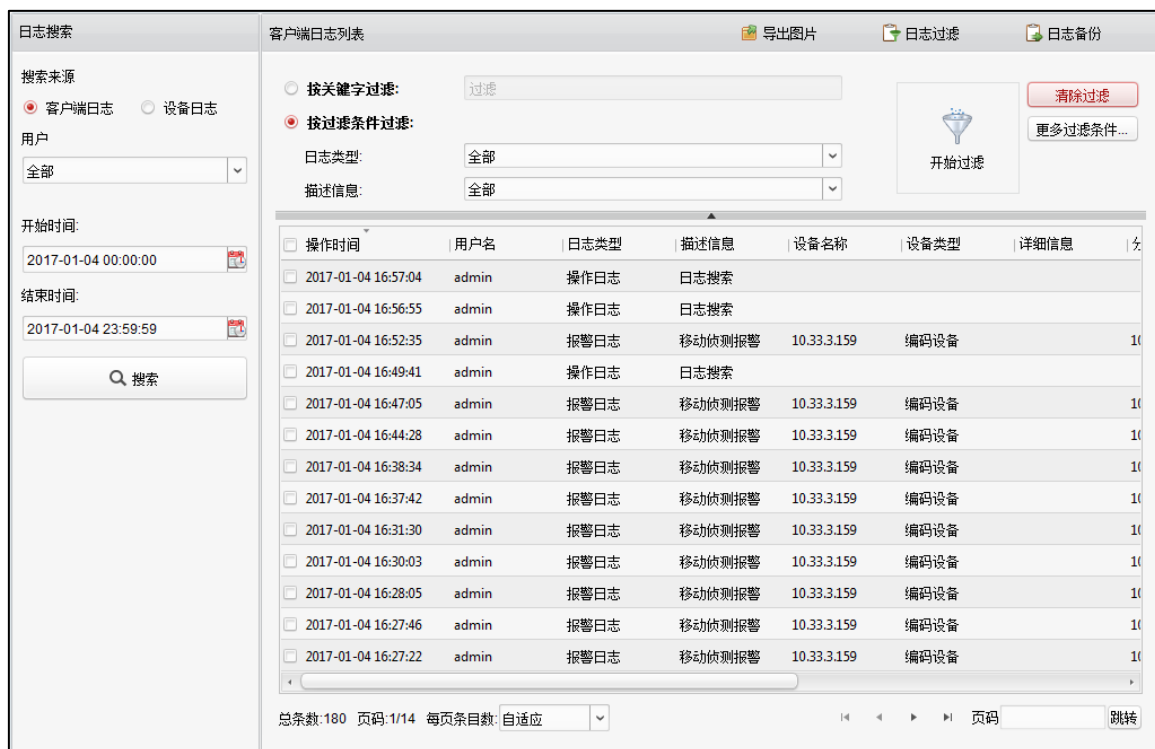 日志搜索
搜索来源
客户端日志 设备日志
用户
全部
开始时间:
2017-01-04 00:00:00
结束时间:
2017-01-04 23:59:59
搜索
客户端日志列表 导出图片 日志过滤 日志备份
按关键字过滤: 过滤
按过滤条件过滤:
日志类型: 全部
描述信息: 全部
开始过滤
清除过滤
更多过滤条件...
操作时间 用户名 日志类型 描述信息 设备名称 设备类型 详细信息
2017-01-04 16:57:04 admin 操作日志 日志搜索
2017-01-04 16:56:55 admin 操作日志 日志搜索
2017-01-04 16:52:35 admin 报警日志 移动侦测报警 10.33.3.159 编码设备 10
2017-01-04 16:49:41 admin 操作日志 日志搜索
2017-01-04 16:47:05 admin 报警日志 移动侦测报警 10.33.3.159 编码设备 10
2017-01-04 16:44:28 admin 报警日志 移动侦测报警 10.33.3.159 编码设备 10
2017-01-04 16:38:34 admin 报警日志 移动侦测报警 10.33.3.159 编码设备 10
2017-01-04 16:37:42 admin 报警日志 移动侦测报警 10.33.3.159 编码设备 10
2017-01-04 16:31:30 admin 报警日志 移动侦测报警 10.33.3.159 编码设备 10
2017-01-04 16:30:03 admin 报警日志 移动侦测报警 10.33.3.159 编码设备 10
2017-01-04 16:28:05 admin 报警日志 移动侦测报警 10.33.3.159 编码设备 10
2017-01-04 16:27:46 admin 报警日志 移动侦测报警 10.33.3.159 编码设备 10
2017-01-04 16:27:22 admin 报警日志 移动侦测报警 10.33.3.159 编码设备 10
总条数:180 页码:1/14 每页条目数: 自适应 页码 跳转